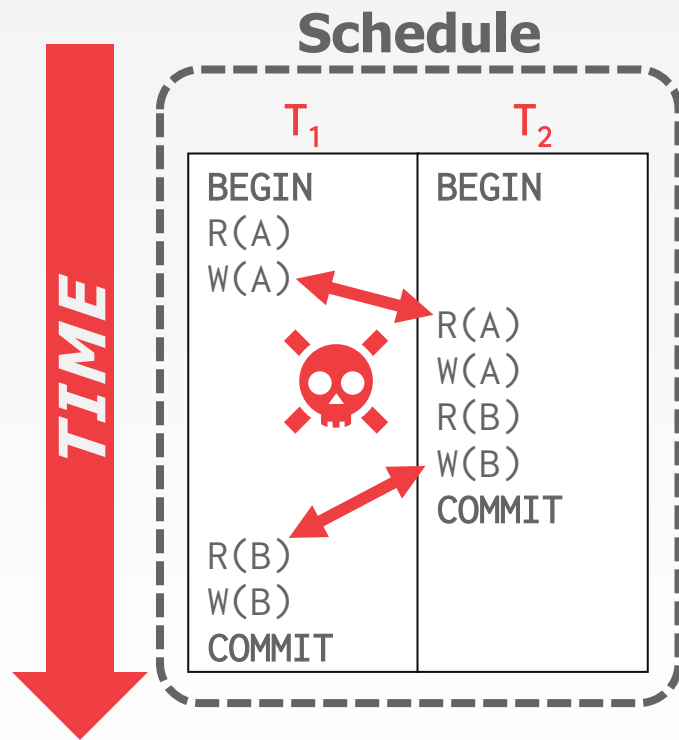 Schedule
TIME
T1 T2
BEGIN BEGIN
R(A)
W(A)
R(A)
W(A)
R(B)
W(B)
COMMIT
R(B)
W(B)
COMMIT